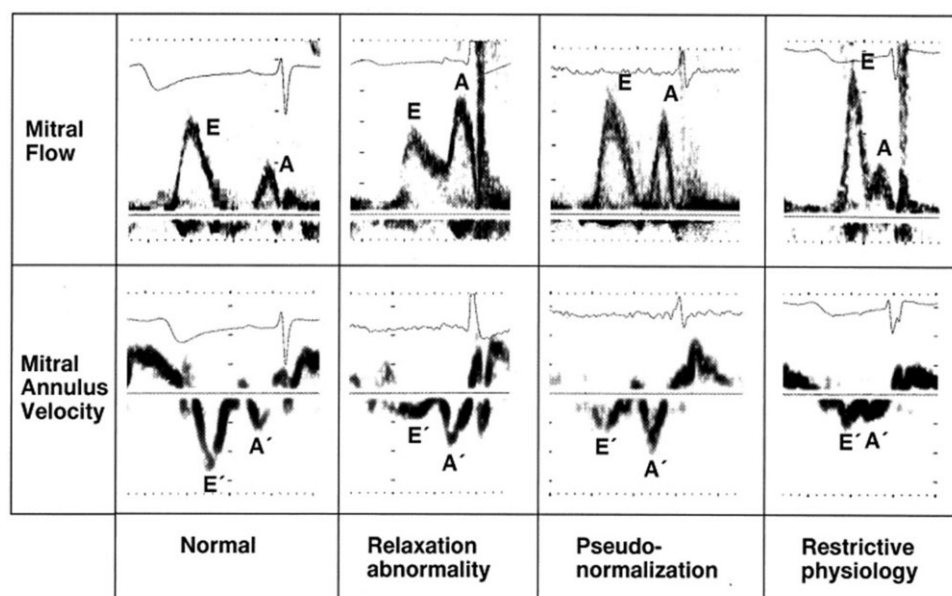 Mitral
Flow
E
A
E
A
E
A
E
A
Mitral
Annulus
Velocity
E´
A´
E´
A´
E´
A´
E´ A´
Normal
Relaxation
abnormality
Pseudo-
normalization
Restrictive
physiology